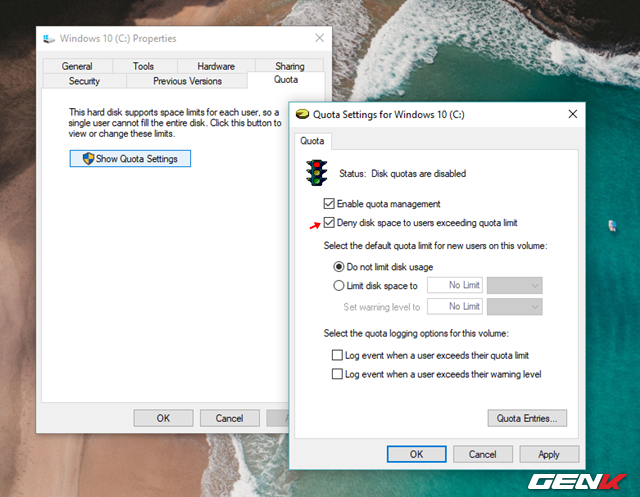 Windows 10 (C:) Properties
General
Tools
Hardware
Sharing
Security
Previous Versions
Quota
This hard disk supports space limits for each user, so a
single user cannot fill the entire disk. Click this button to
view or change these limits.
Show Quota Settings
OK
Cancel
Quota Settings for Windows 10 (C:)
Quota
Status: Disk quotas are disabled
Enable quota management
Deny disk space to users exceeding quota limit
Select the default quota limit for new users on this volume:
Do not limit disk usage
Limit disk space to
No Limit
Set warning level to
No Limit
Select the quota logging options for this volume:
Log event when a user exceeds their quota limit
Log event when a user exceeds their warning level
Quota Entries...
OK
Cancel
Apply
GENK